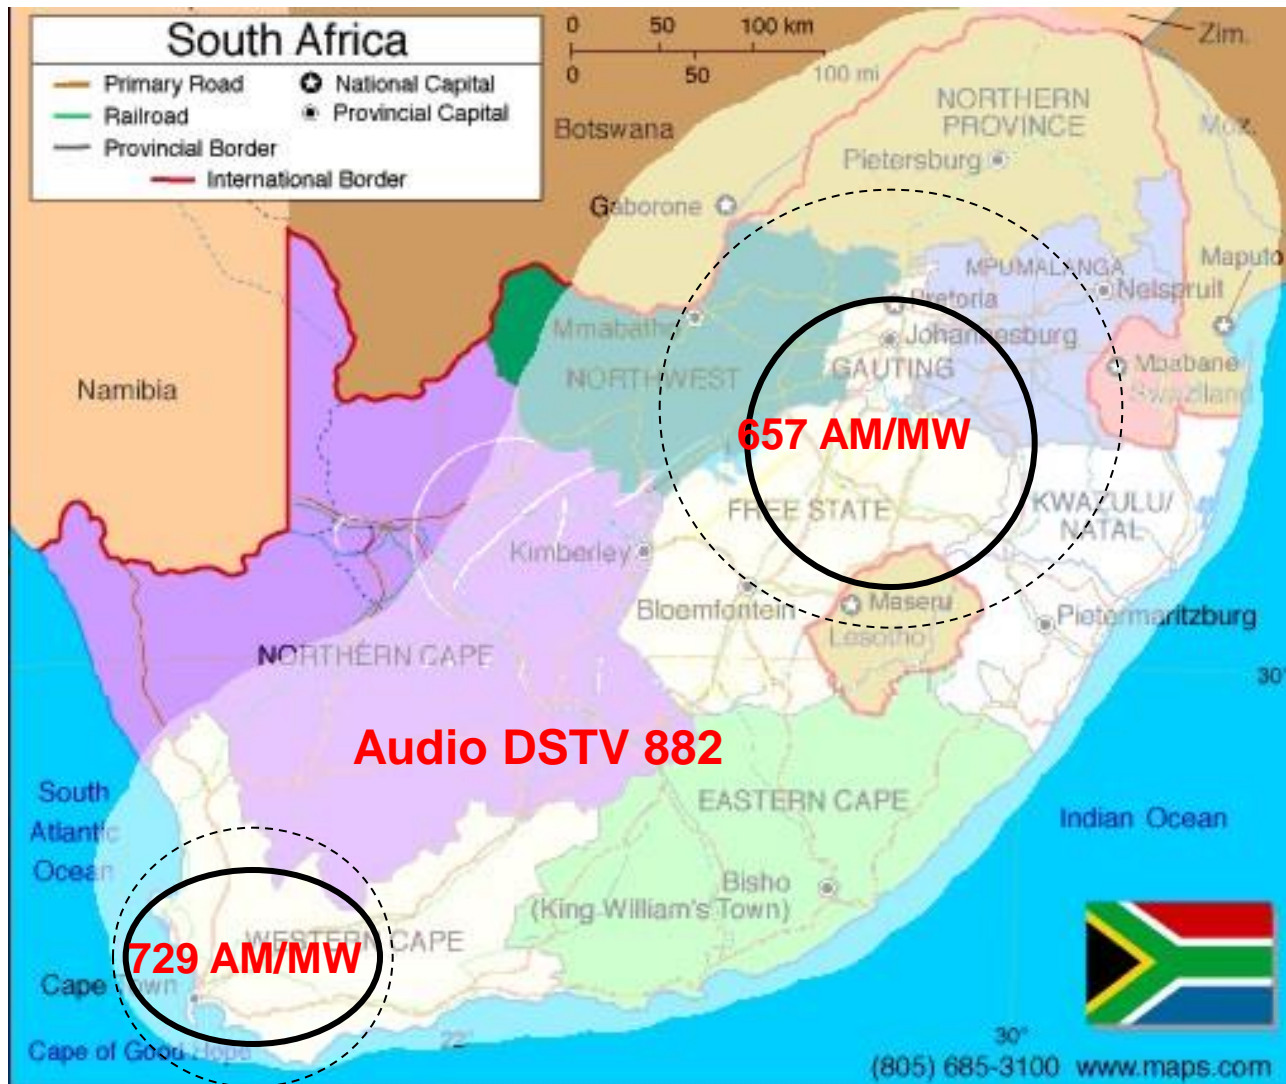 South Africa
Primary Road
Railroad
Provincial Border
International Border
National Capital
Provincial Capital
0 50 100 km
0 50 100 mi
Zim.
Botswana
NORTHERN
PROVINCE
Moz.
Pietersburg
Gaborone
Maputo
MPUMALANGA
Nelspruit
Pretoria
Mmabatho
Johannesburg
GAUTING
Mbabane
Swaziland
NORTHWEST
Namibia
657 AM/MW
FREE STATE
KWAZULU/
NATAL
Kimberley
Bloemfontein
Maseru
Lesotho
Pietermaritzburg
NORTHERN CAPE
30°
Audio DSTV 882
South
Atlantic
Ocean
EASTERN CAPE
Indian Ocean
Bisho
(King William's Town)
WESTERN CAPE
729 AM/MW
Cape Town
Cape of Good Hope
22°
30°
(805) 685-3100 www.maps.com